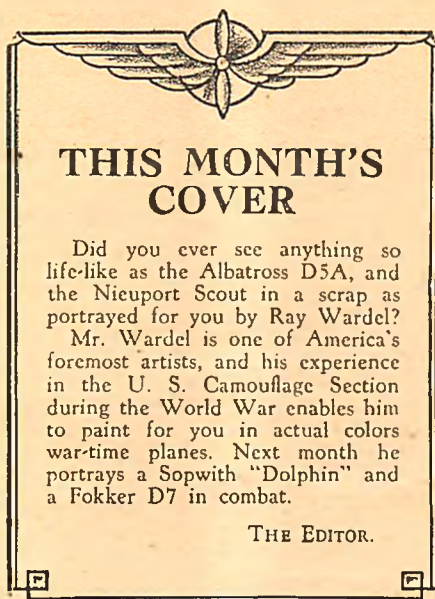 THIS MONTH'S
COVER
Did you ever see anything so
life-like as the Albatross D5A, and
the Nieuport Scout in a scrap as
portrayed for you by Ray Wardel?
Mr. Wardel is one of America's
foremost artists, and his experience
in the U. S. Camouflage Section
during the World War enables him
to paint for you in actual colors
war-time planes. Next month he
portrays a Sopwith "Dolphin" and
a Fokker D7 in combat.
THE EDITOR.